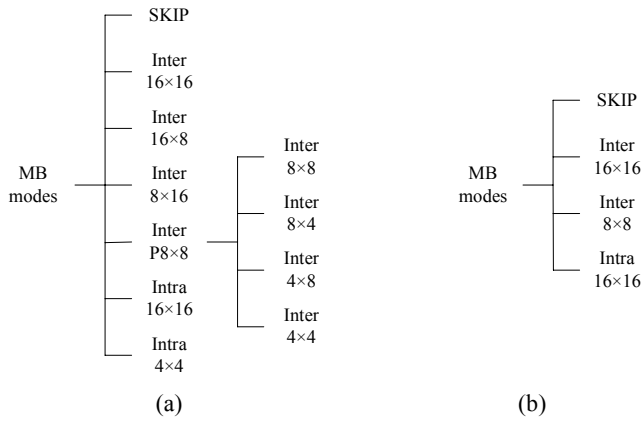 SKIP
Inter
16×16
Inter
16×8
MB
modes
Inter
8×16
Inter
P8×8
Intra
16×16
Intra
4×4
Inter
8×8
Inter
8×4
Inter
4×8
Inter
4×4
(a)
MB
modes
SKIP
Inter
16×16
Inter
8×8
Intra
16×16
(b)